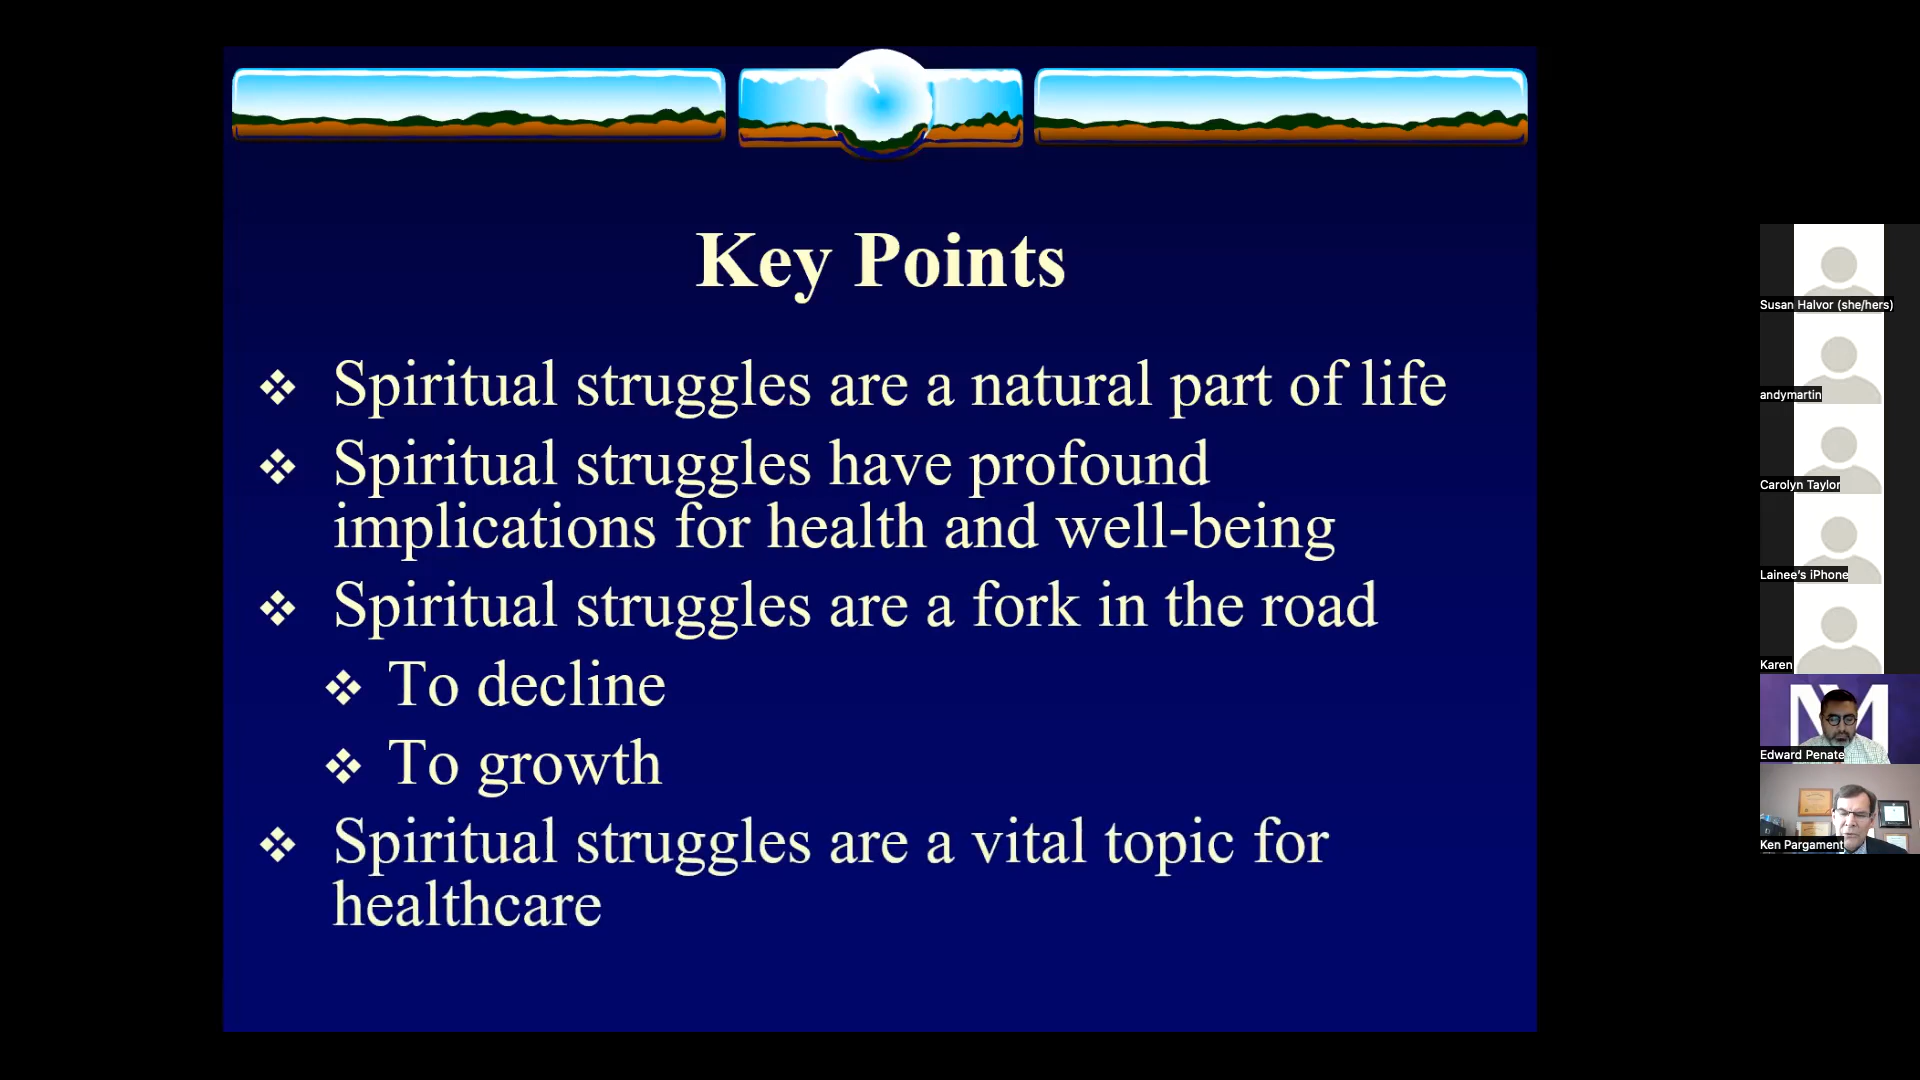 Key Points
❖ Spiritual struggles are a natural part of life
❖ Spiritual struggles have profound
implications for health and well-being
❖ Spiritual struggles are a fork in the road
❖ To decline
❖ To growth
❖ Spiritual struggles are a vital topic for
healthcare
Susan Halvor (she/hers)
andymartin
Carolyn Taylor
Lainee’s iPhone
Karen
Edward Penate
Ken Pargament